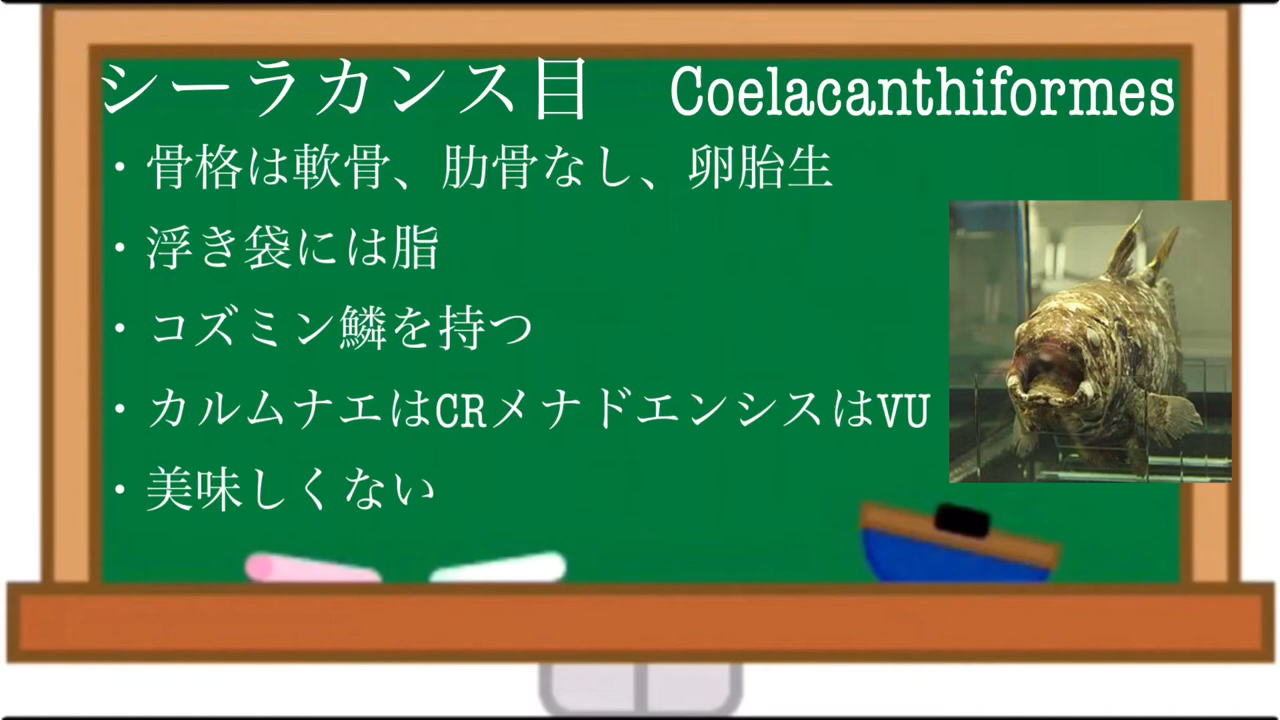 シーラカンス目　Coelacanthiformes
・骨格は軟骨、肋骨なし、卵胎生
・浮き袋には脂
・コズミン鱗を持つ
・カルムナエはCRメナドエンシスはVU
・美味しくない